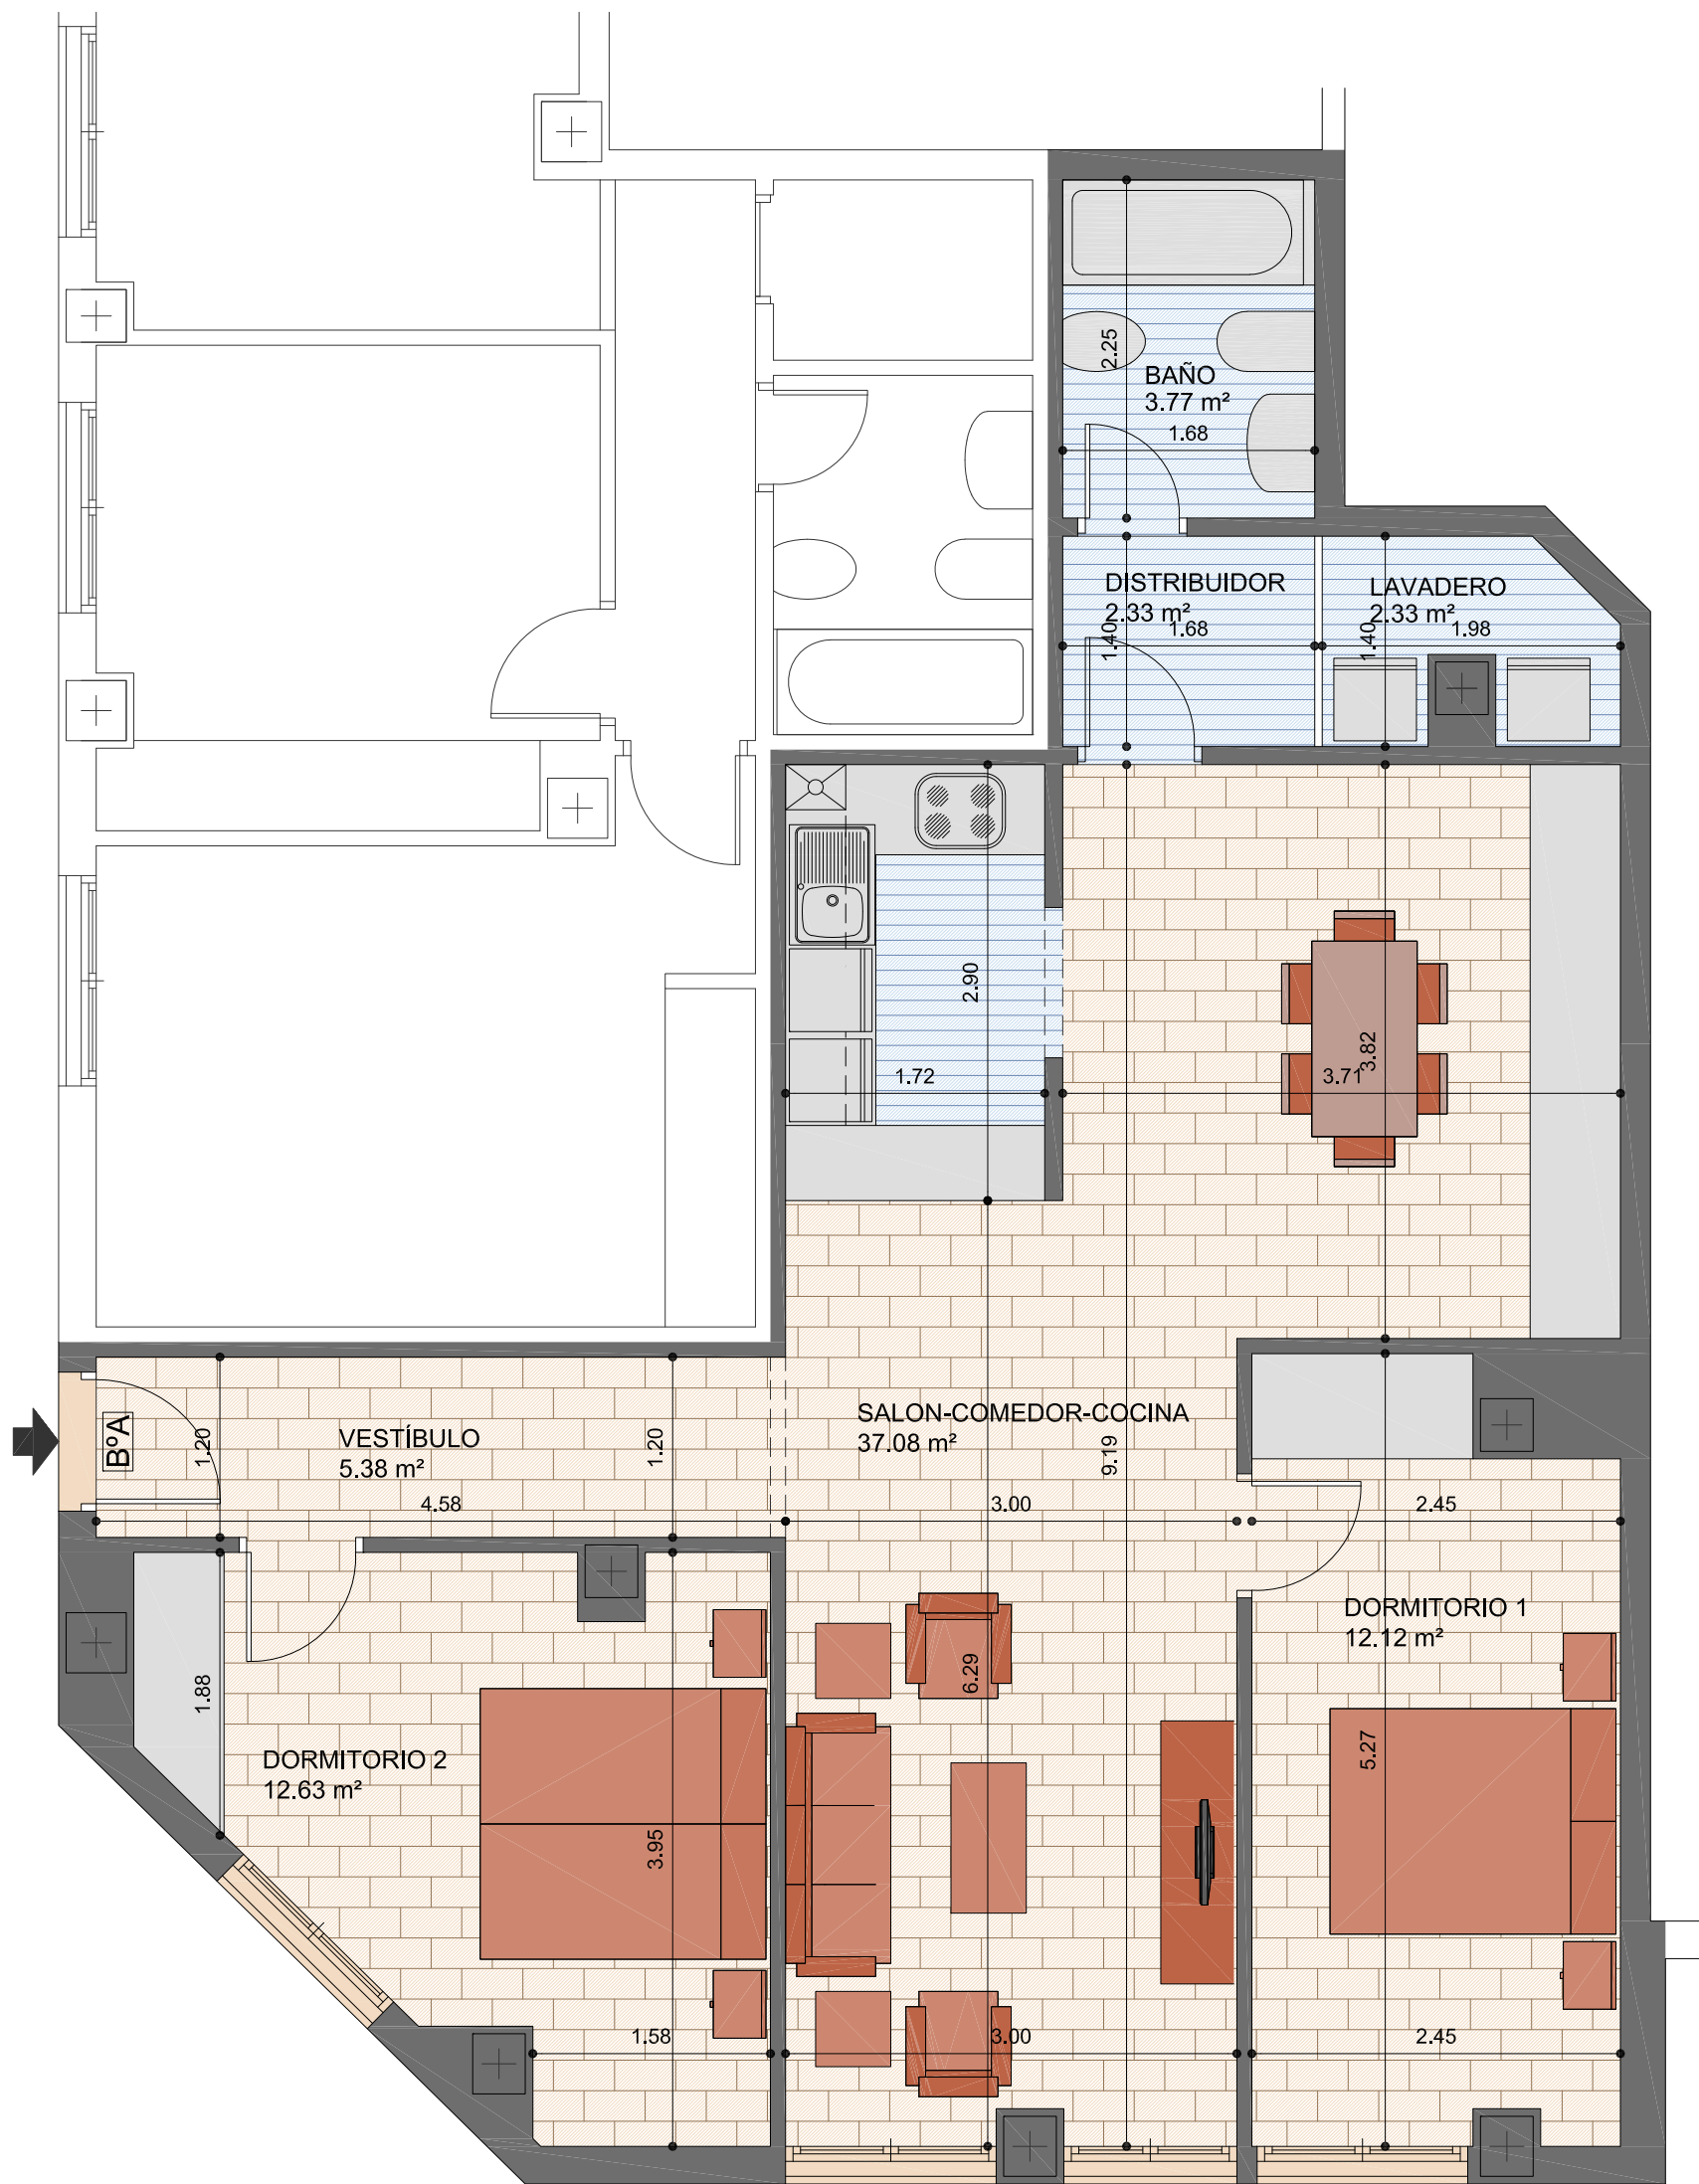 2.25
BAÑO
3.77 m²
1.68
DISTRIBUIDOR
2.33 m²
1.68
1.40
LAVADERO
2.33 m²
1.98
1.40
2.90
1.72
3.82
3.71
BºA
1.20
VESTÍBULO
5.38 m²
1.20
4.58
SALON-COMEDOR-COCINA
37.08 m²
9.19
3.00
2.45
DORMITORIO 1
12.12 m²
6.29
1.88
DORMITORIO 2
12.63 m²
5.27
3.95
1.58
3.00
2.45